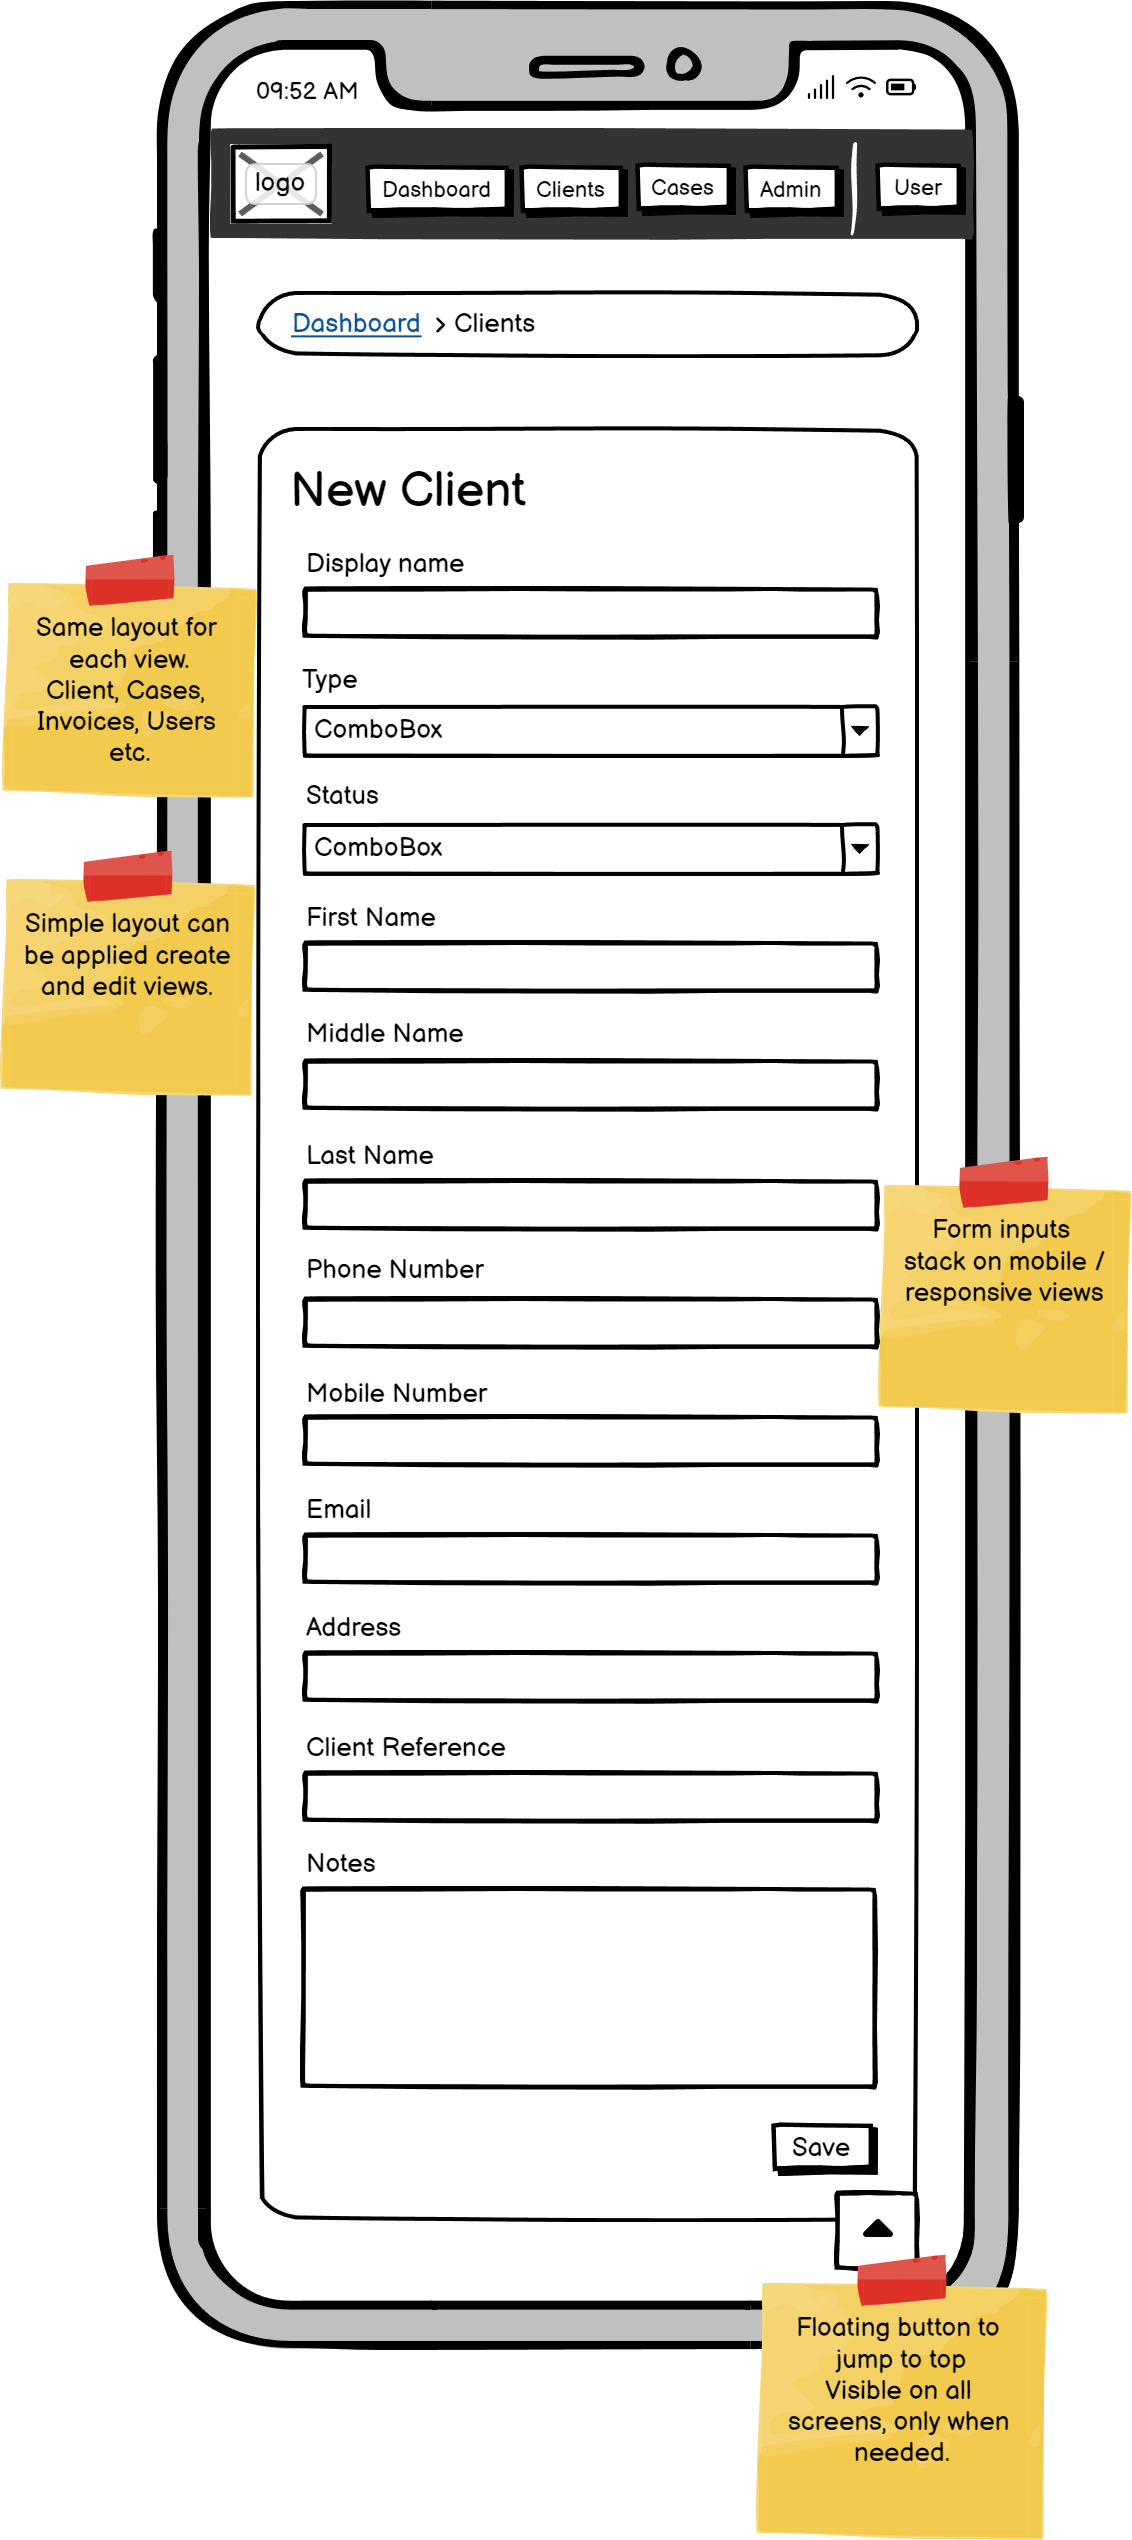 09:52 AM
logo
Dashboard
Clients
Cases
Admin
User
Dashboard > Clients
New Client
Display name
Same layout for
each view.
Client, Cases,
Invoices, Users
etc.
Type
ComboBox
Status
ComboBox
Simple layout can
be applied create
and edit views.
First Name
Middle Name
Last Name
Form inputs
stack on mobile /
responsive views
Phone Number
Mobile Number
Email
Address
Client Reference
Notes
Save
Floating button to
jump to top
Visible on all
screens, only when
needed.